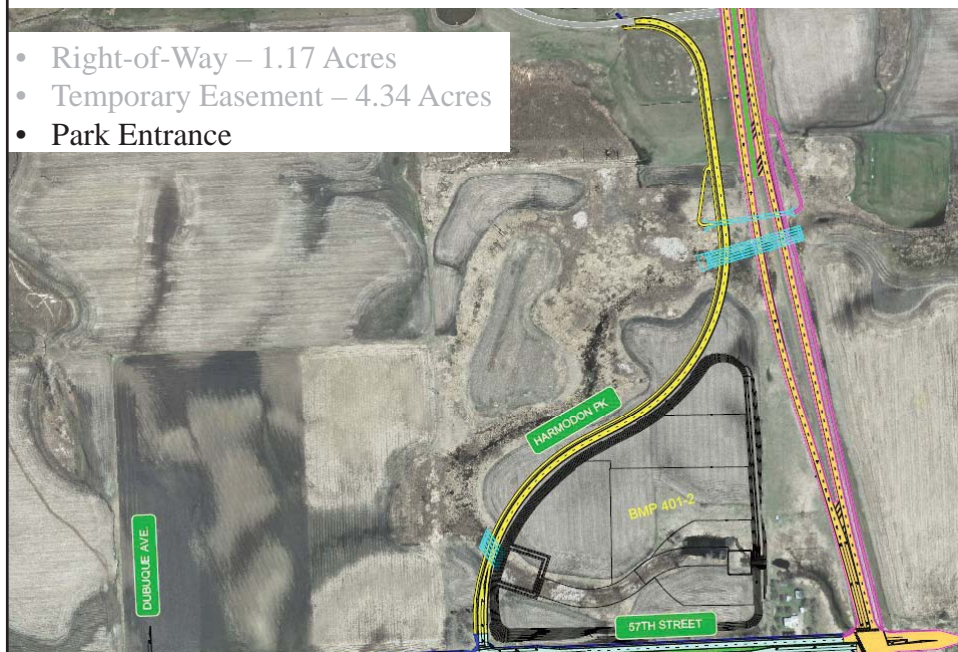 • Right-of-Way – 1.17 Acres
• Temporary Easement – 4.34 Acres
• Park Entrance
HARMODON PK
BMP 401-2
DUBUQUE AVE.
57TH STREET